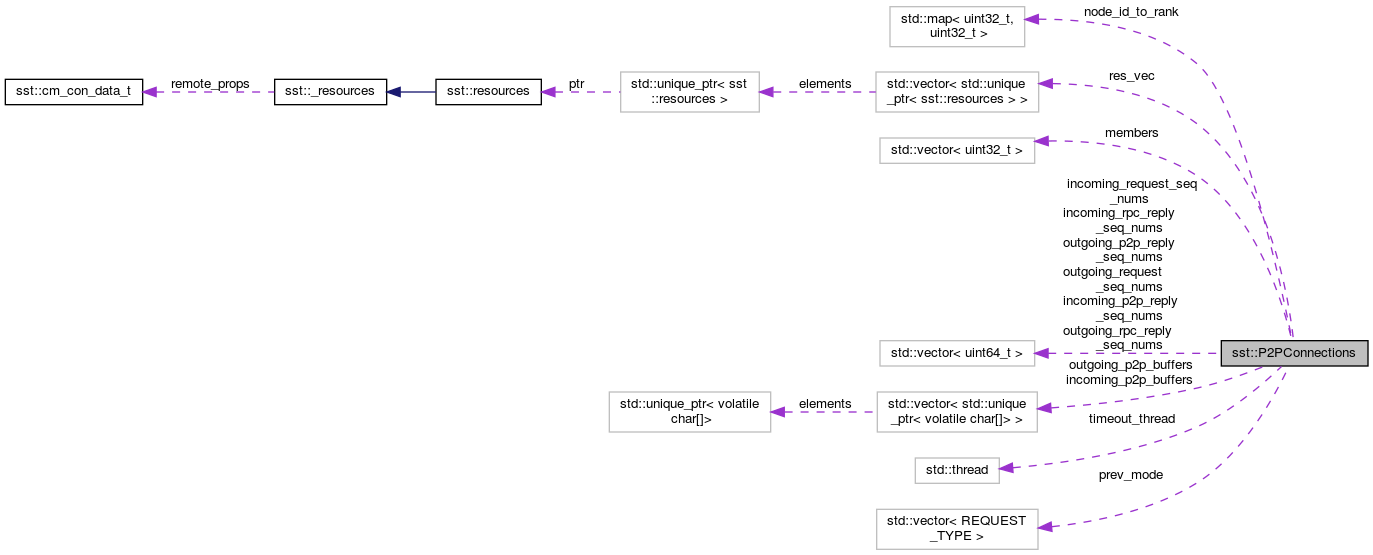 node_id_to_rank
std::map< uint32_t,
uint32_t >
sst::cm_con_data_t
remote_props
sst::_resources
sst::resources
ptr
std::unique_ptr< sst
::resources >
elements
std::vector< std::unique
_ptr< sst::resources > >
res_vec
std::vector< uint32_t >
members
incoming_request_seq
_nums
incoming_rpc_reply
_seq_nums
outgoing_p2p_reply
_seq_nums
outgoing_request
_seq_nums
incoming_p2p_reply
_seq_nums
outgoing_rpc_reply
_seq_nums
std::vector< uint64_t >
sst::P2PConnections
outgoing_p2p_buffers
incoming_p2p_buffers
std::unique_ptr< volatile
char[]>
elements
std::vector< std::unique
_ptr< volatile char[]> >
timeout_thread
std::thread
prev_mode
std::vector< REQUEST
_TYPE >